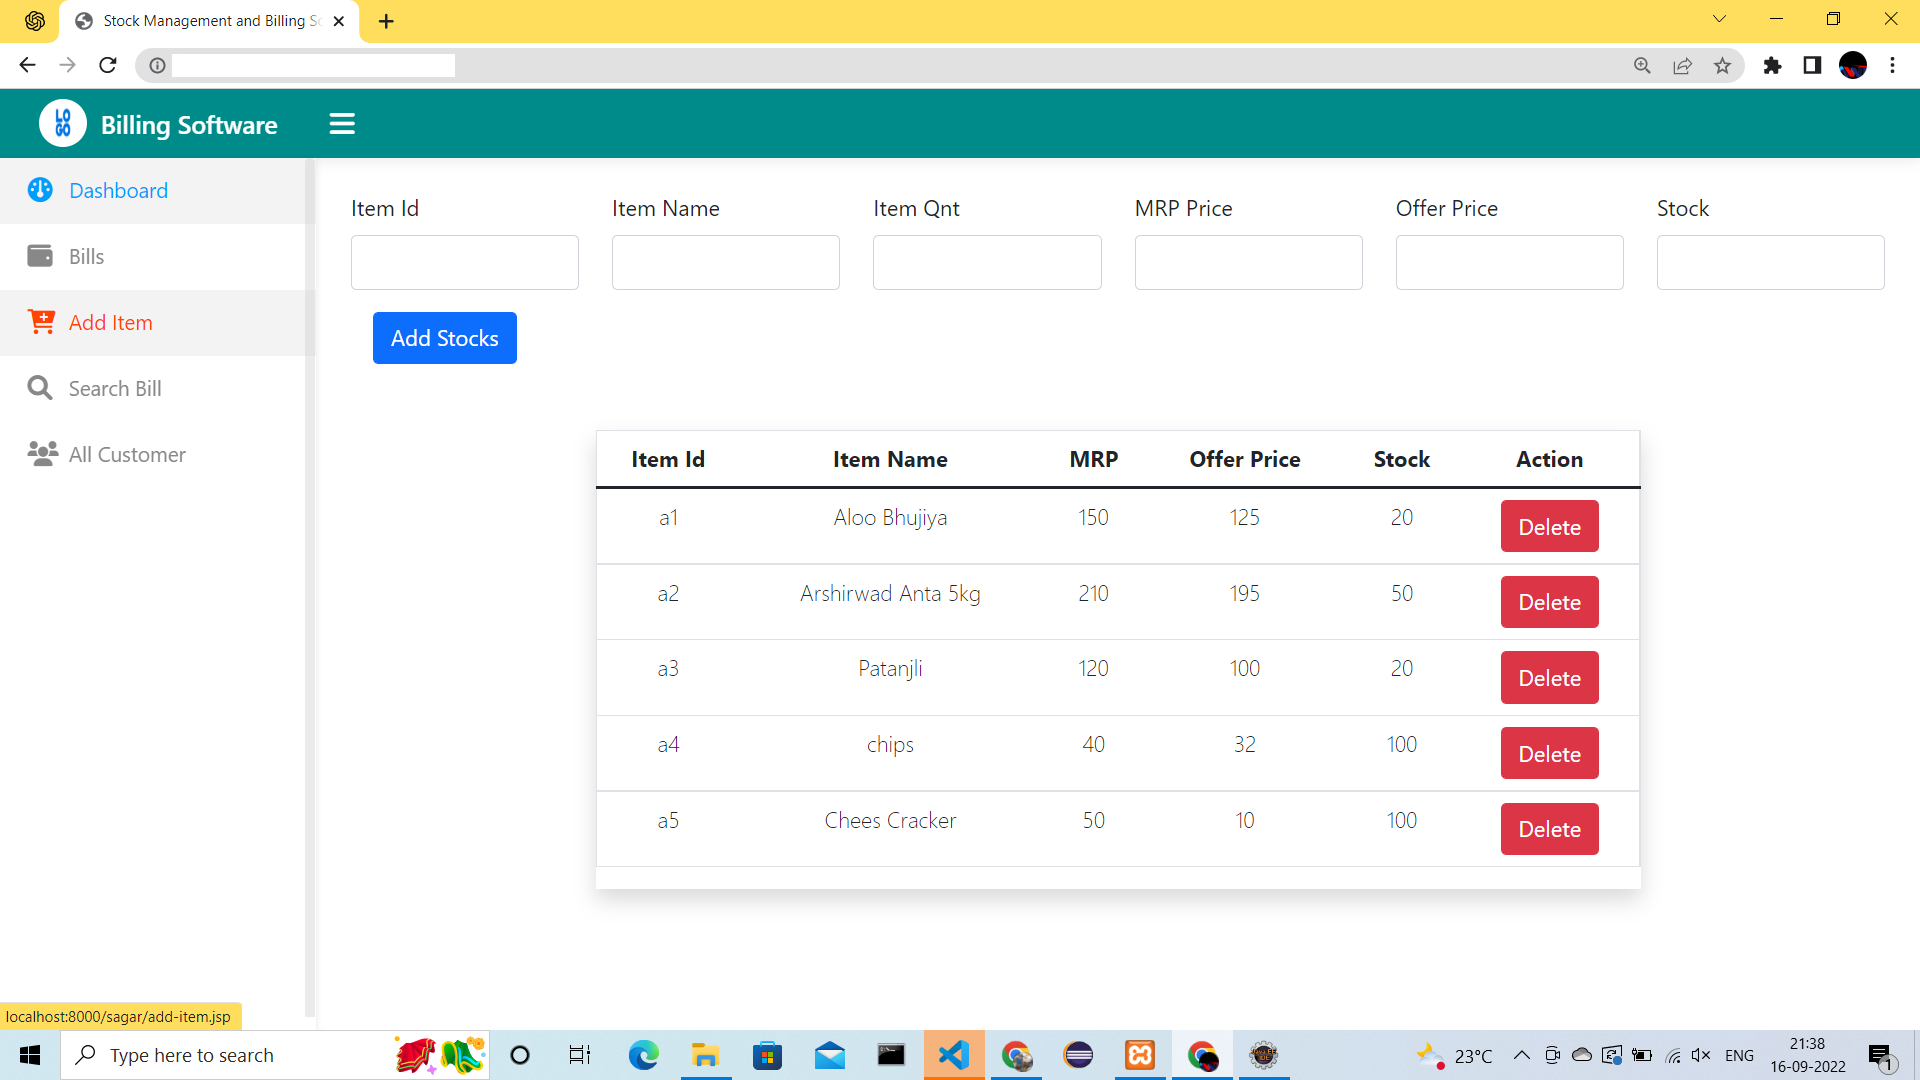 Stock Management and Billing So
LO
GO
Billing Software
Dashboard
Bills
Add Item
Search Bill
All Customer
Item Id Item Name Item Qnt MRP Price Offer Price Stock
Add Stocks
Item Id Item Name MRP Offer Price Stock Action
a1 Aloo Bhujiya 150 125 20 Delete
a2 Arshirwad Anta 5kg 210 195 50 Delete
a3 Patanjli 120 100 20 Delete
a4 chips 40 32 100 Delete
a5 Chees Cracker 50 10 100 Delete
localhost:8000/sagar/add-item.jsp
Type here to search
23°C
ENG
21:38
16-09-2022
1